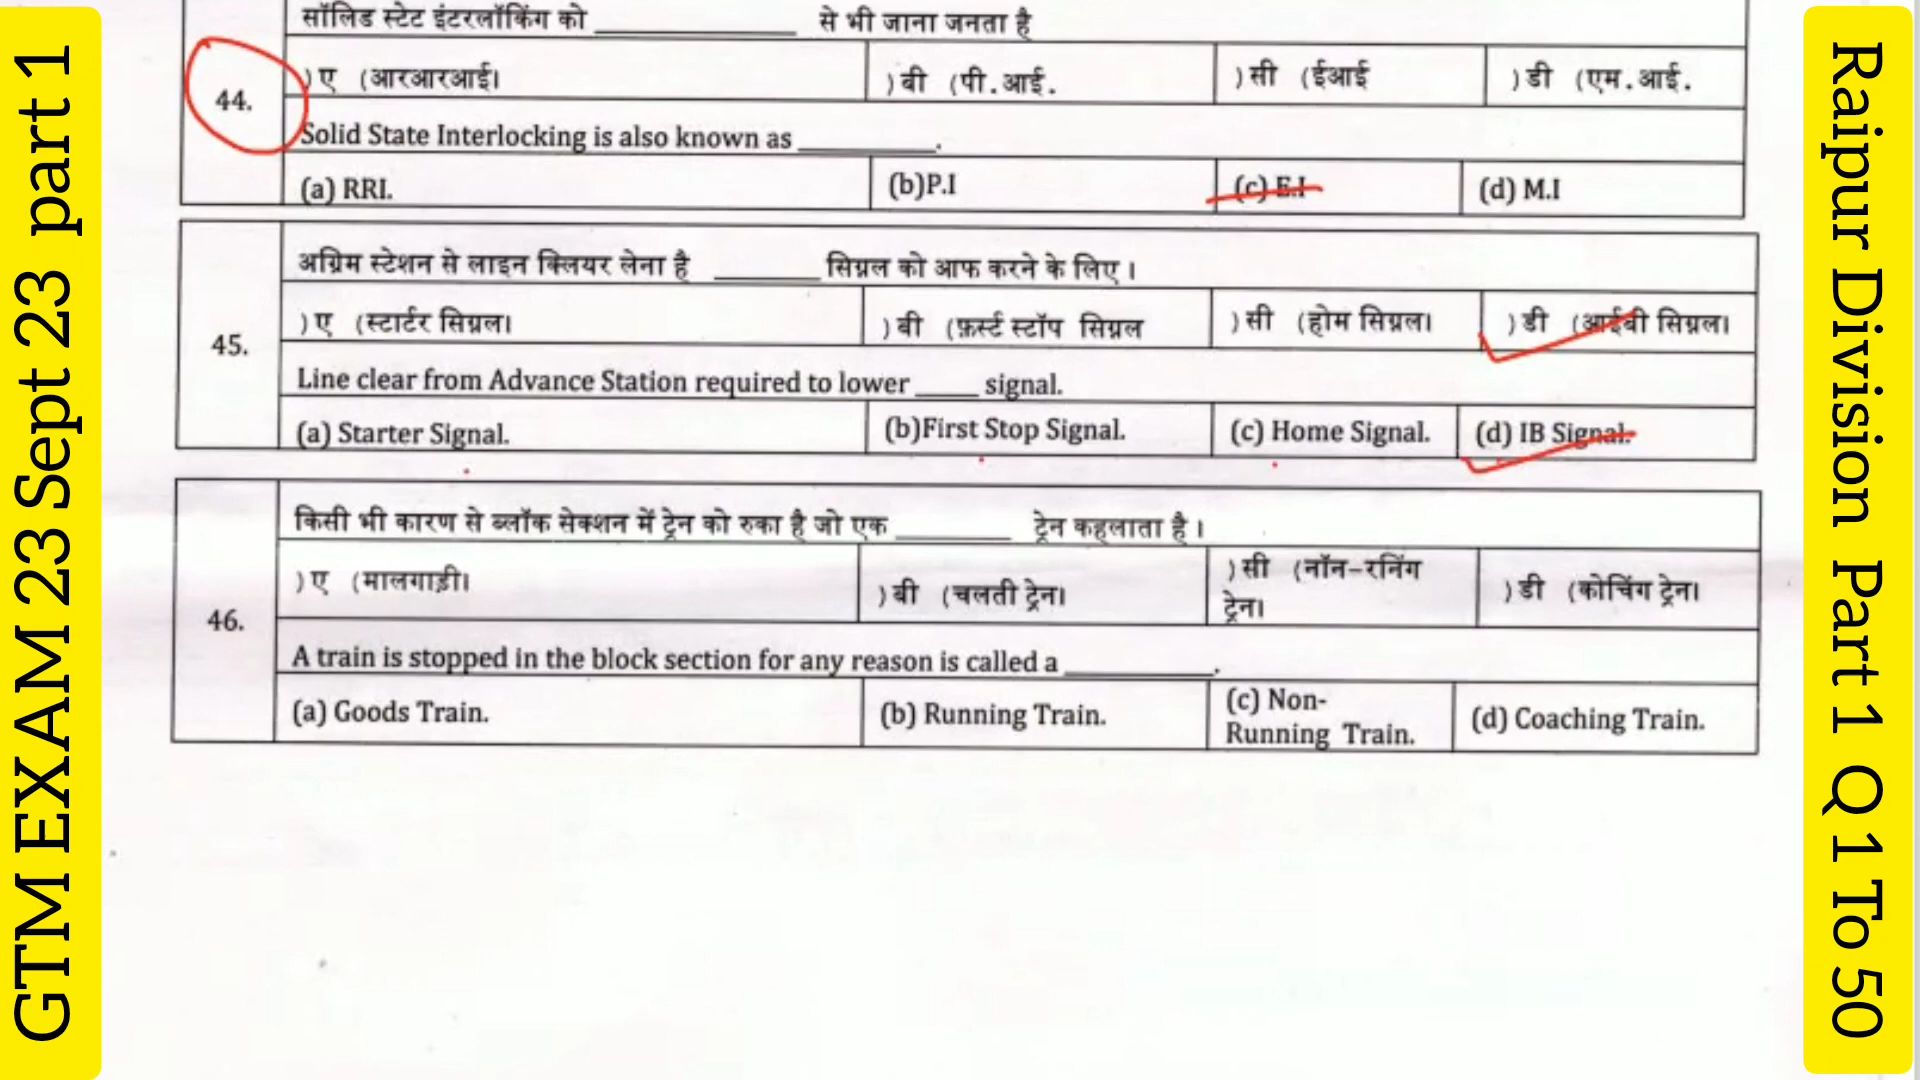 GTM EXAM 23 Sept 23 part 1
सॉलिड स्टेट इंटरलॉकिंग को __________ से भी जाना जनता है
44.
)ए (आरआरआई।
)बी (पी.आई.
)सी (ईआई
)डी (एम.आई.
Solid State Interlocking is also known as __________.
(a) RRI.
(b)P.I
(c) E.I
(d) M.I
अग्रिम स्टेशन से लाइन क्लियर लेना है ________ सिग्नल को आफ करने के लिए।
45.
)ए (स्टार्टर सिग्नल।
)बी (फ़र्स्ट स्टॉप सिग्नल
)सी (होम सिग्नल।
)डी (आईबी सिग्नल।
Line clear from Advance Station required to lower _____ signal.
(a) Starter Signal.
(b)First Stop Signal.
(c) Home Signal.
(d) IB Signal.
किसी भी कारण से ब्लॉक सेक्शन में ट्रेन को रुका है जो एक _________ ट्रेन कहलाता है।
46.
)ए (मालगाड़ी।
)बी (चलती ट्रेन।
)सी (नॉन-रनिंग
ट्रेन।
)डी (कोचिंग ट्रेन।
A train is stopped in the block section for any reason is called a ___________.
(a) Goods Train.
(b) Running Train.
(c) Non-
Running Train.
(d) Coaching Train.
Raipur Division Part 1 Q 1 To 50